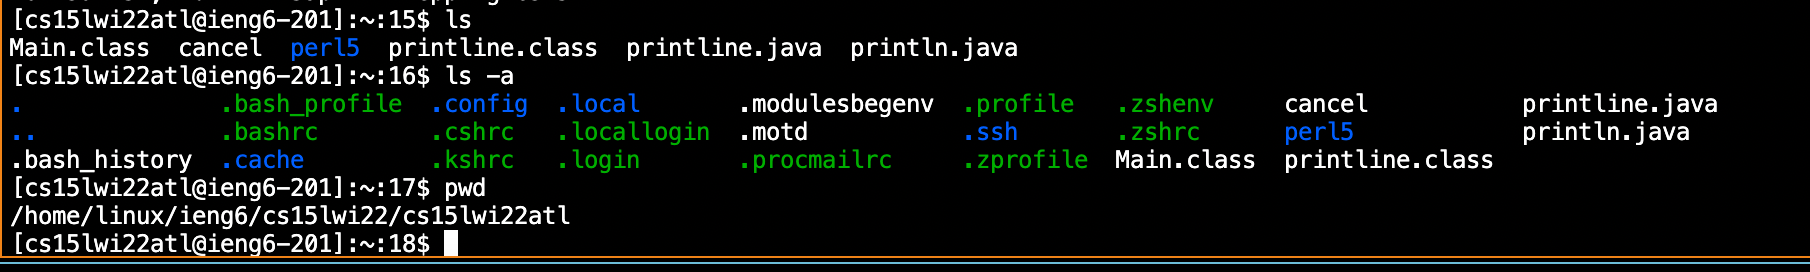 [cs15lwi22atl@ieng6-201]:~:15$ ls
Main.class  cancel  perl5  printline.class  printline.java  println.java
[cs15lwi22atl@ieng6-201]:~:16$ ls -a
.              .bash_profile  .config  .local       .modulesbegenv  .profile   .zshenv     cancel           printline.java
..             .bashrc        .cshrc   .locallogin  .motd           .ssh       .zshrc      perl5            println.java
.bash_history  .cache         .kshrc   .login       .procmailrc     .zprofile  Main.class  printline.class
[cs15lwi22atl@ieng6-201]:~:17$ pwd
/home/linux/ieng6/cs15lwi22/cs15lwi22atl
[cs15lwi22atl@ieng6-201]:~:18$